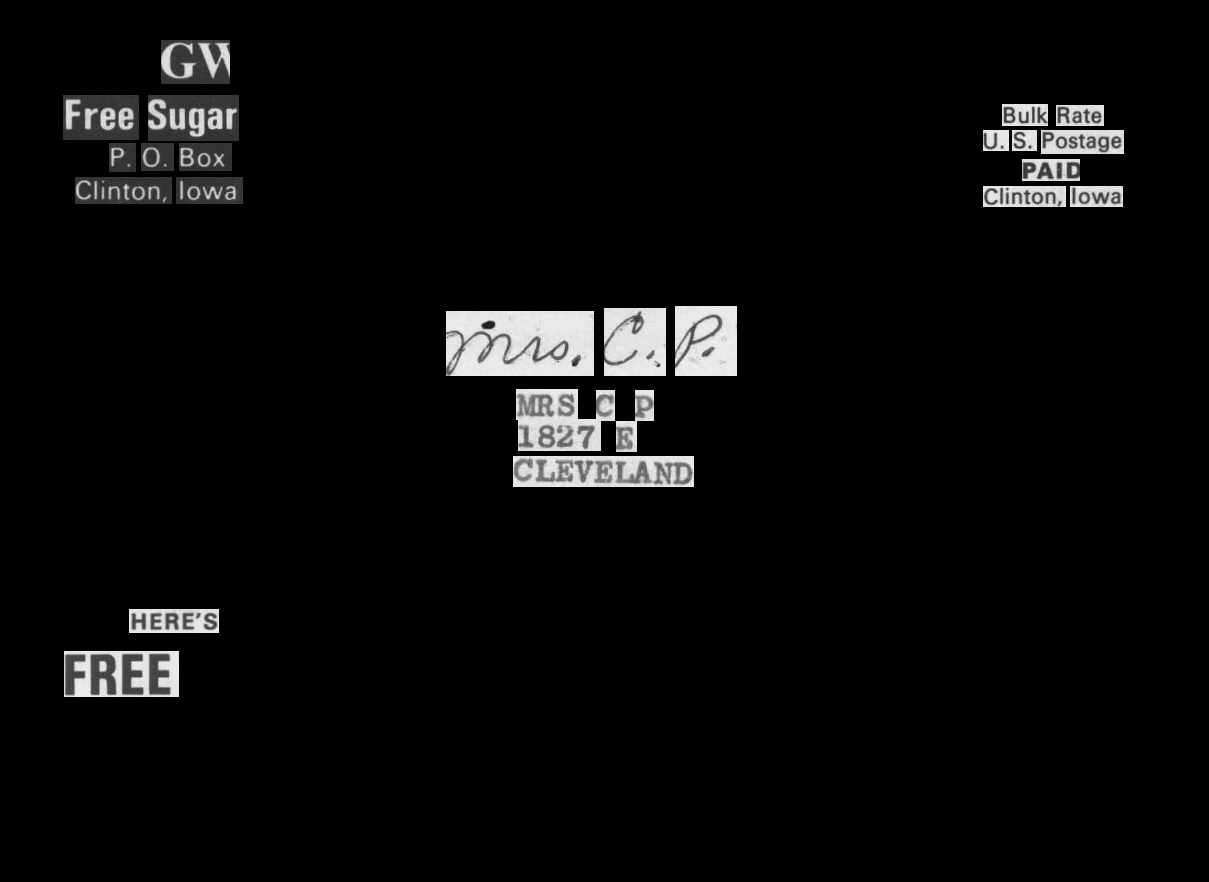 GW
Free Sugar
P. O. Box
Clinton, Iowa
Bulk Rate
U. S. Postage
PAID
Clinton, Iowa
Mrs. C. P.
MRS C P
1827 E
CLEVELAND
HERE'S
FREE